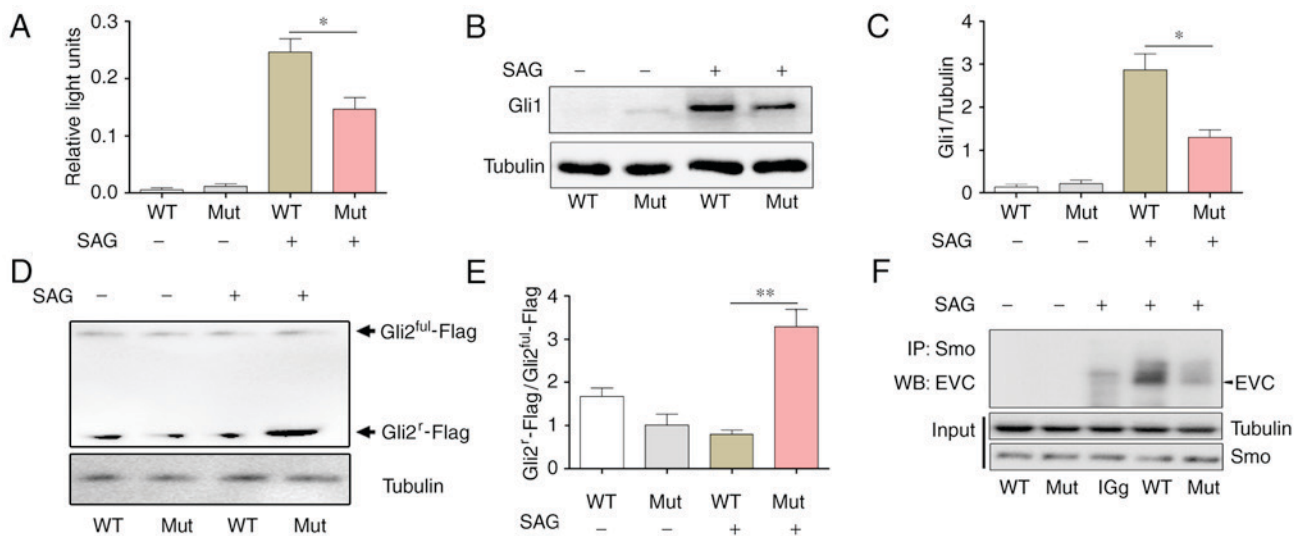 A
Relative light units
0.3
0.2
0.1
0.0
*
WT Mut WT Mut
SAG – – + +
B
SAG – – + +
Gli1
Tubulin
WT Mut WT Mut
C
Gli1/Tubulin
4
3
2
1
0
*
WT Mut WT Mut
SAG – – + +
D
SAG – – + +
Gli2ful-Flag
Gli2r-Flag
Tubulin
WT Mut WT Mut
E
Gli2r-Flag/Gli2ful-Flag
4
3
2
1
0
**
WT Mut WT Mut
SAG – – + +
F
SAG – – + + +
IP: Smo
WB: EVC
EVC
Input
Tubulin
Smo
WT Mut IGg WT Mut